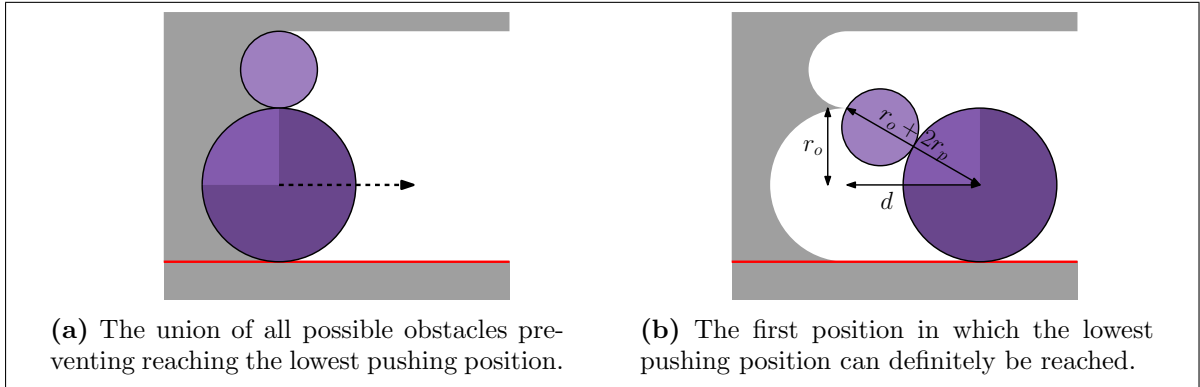 r_o
r_o + 2r_p
d
(a) The union of all possible obstacles pre-
venting reaching the lowest pushing position.
(b) The first position in which the lowest
pushing position can definitely be reached.